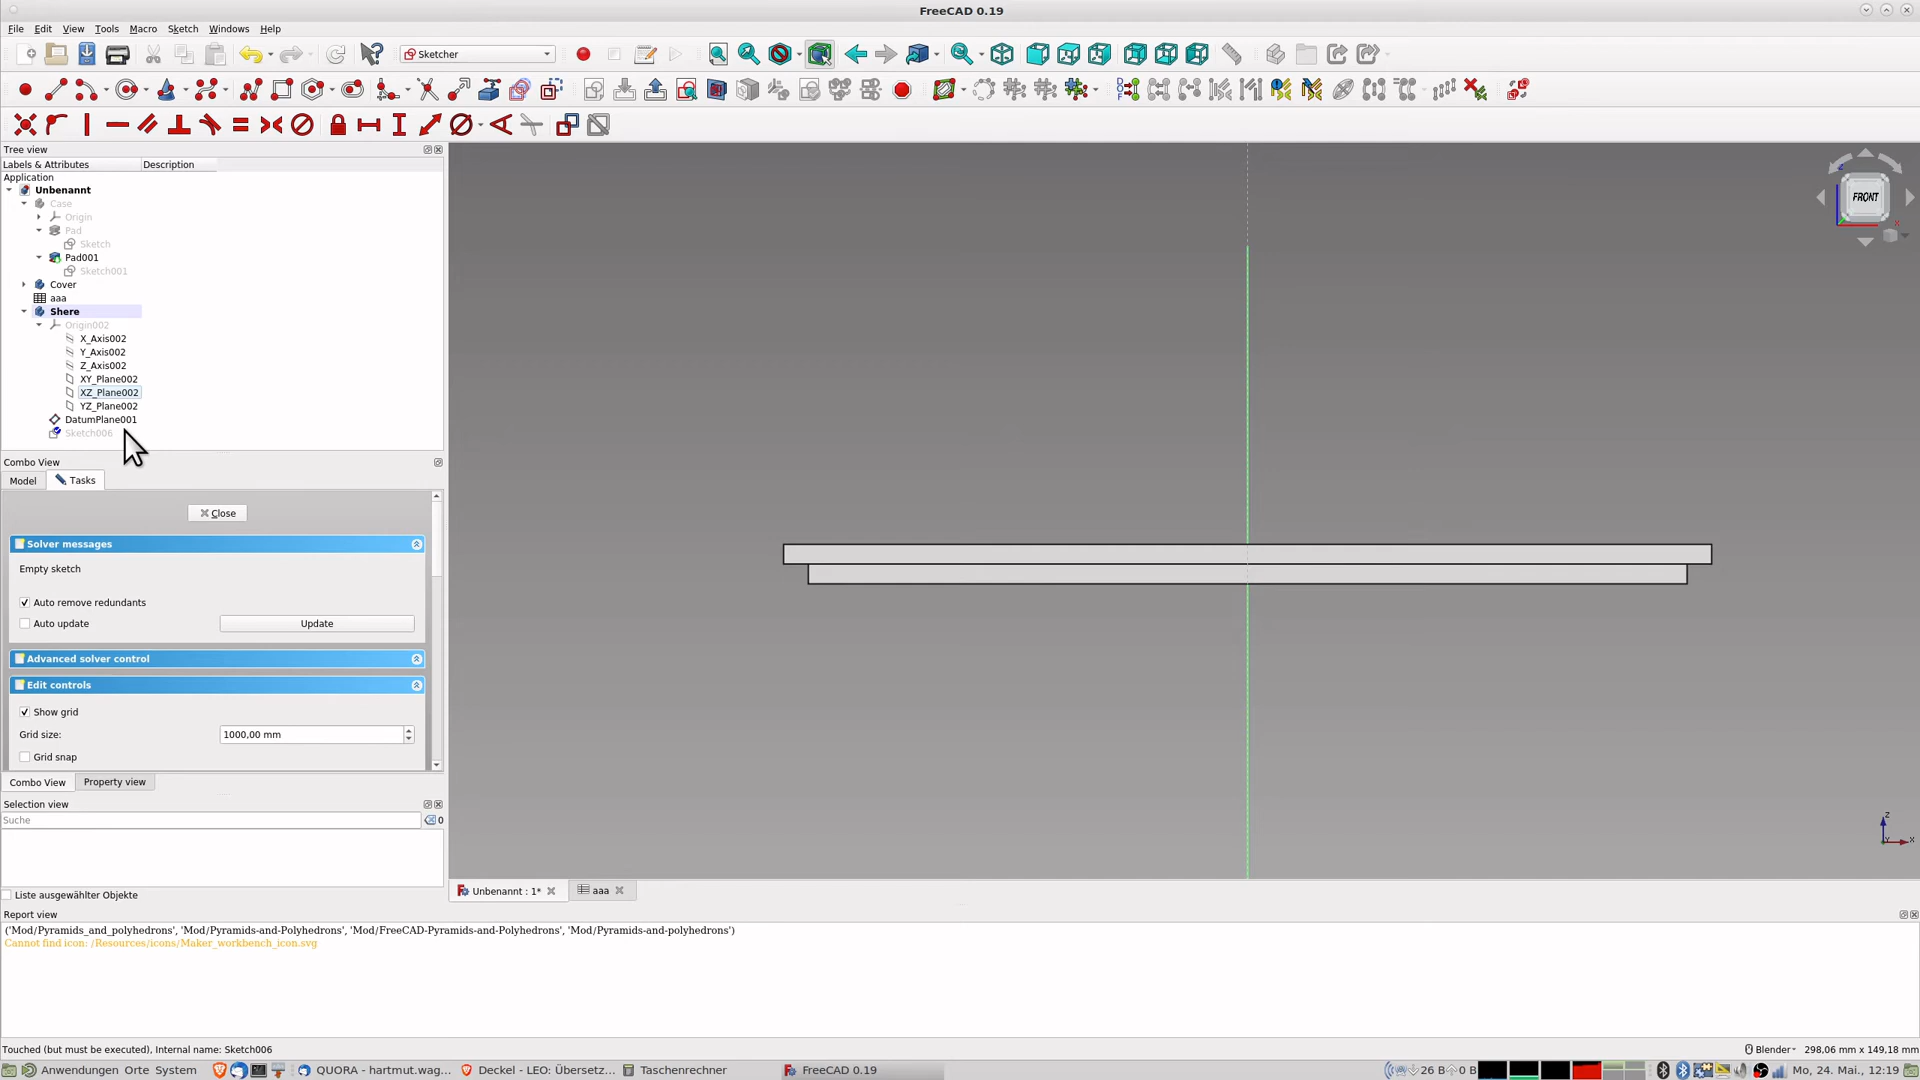 FreeCAD 0.19
File Edit View Tools Macro Sketch Windows Help
Sketcher
Tree view
Labels & Attributes Description
Application
Unbenannt
Case
Origin
Pad
Sketch
Pad001
Sketch001
Cover
aaa
Shere
Origin002
X_Axis002
Y_Axis002
Z_Axis002
XY_Plane002
XZ_Plane002
YZ_Plane002
DatumPlane001
Sketch006
Combo View
Model Tasks
Close
Solver messages
Empty sketch
Auto remove redundants
Auto update Update
Advanced solver control
Edit controls
Show grid
Grid size: 1000,00 mm
Grid snap
Combo View Property view
Selection view
Suche 0
Liste ausgewählter Objekte
FRONT
Z
X
Unbenannt : 1* aaa
Report view
('Mod/Pyramids_and_polyhedrons', 'Mod/Pyramids-and-Polyhedrons', 'Mod/FreeCAD-Pyramids-and-Polyhedrons', 'Mod/Pyramids-and-polyhedrons')
Cannot find icon: /Resources/icons/Maker_workbench_icon.svg
Touched (but must be executed), Internal name: Sketch006
Blender 298,06 mm x 149,18 mm
Anwendungen Orte System QUORA - hartmut.wag... Deckel - LEO: Übersetz... Taschenrechner FreeCAD 0.19 26 B 0 B Mo, 24. Mai., 12:19